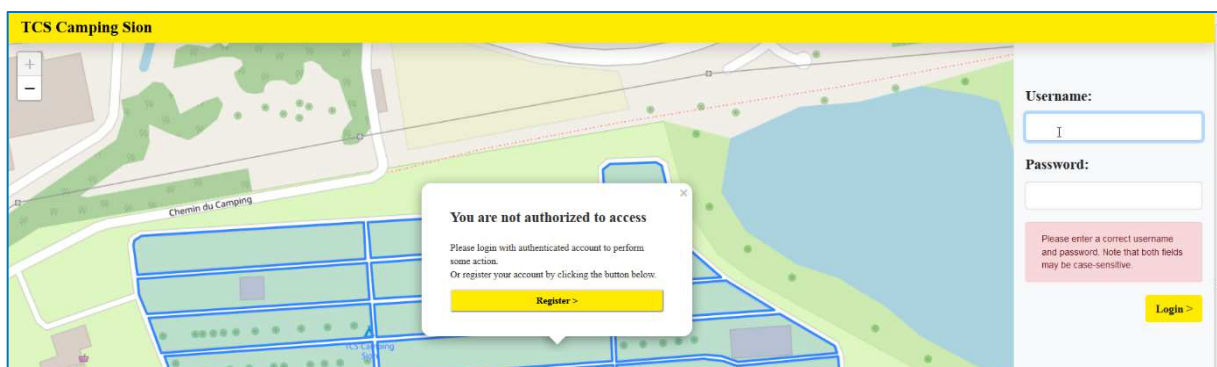 TCS Camping Sion
+
−
Chemin du Camping
TCS Camping
Sion
×
You are not authorized to access
Please login with authenticated account to perform
some action.
Or register your account by clicking the button below.
Register >
Username:
Password:
Please enter a correct username
and password. Note that both fields
may be case-sensitive.
Login >